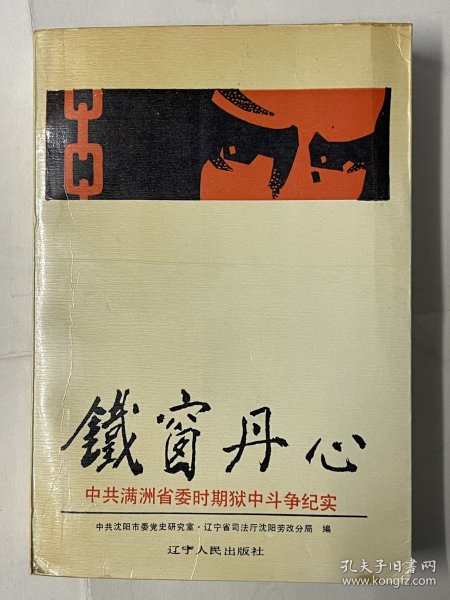 鐵窗丹心
中共满洲省委时期狱中斗争纪实
中共沈阳市委党史研究室·辽宁省司法厅沈阳劳改分局 编
辽宁人民出版社
孔夫子旧书网
kongfz.com